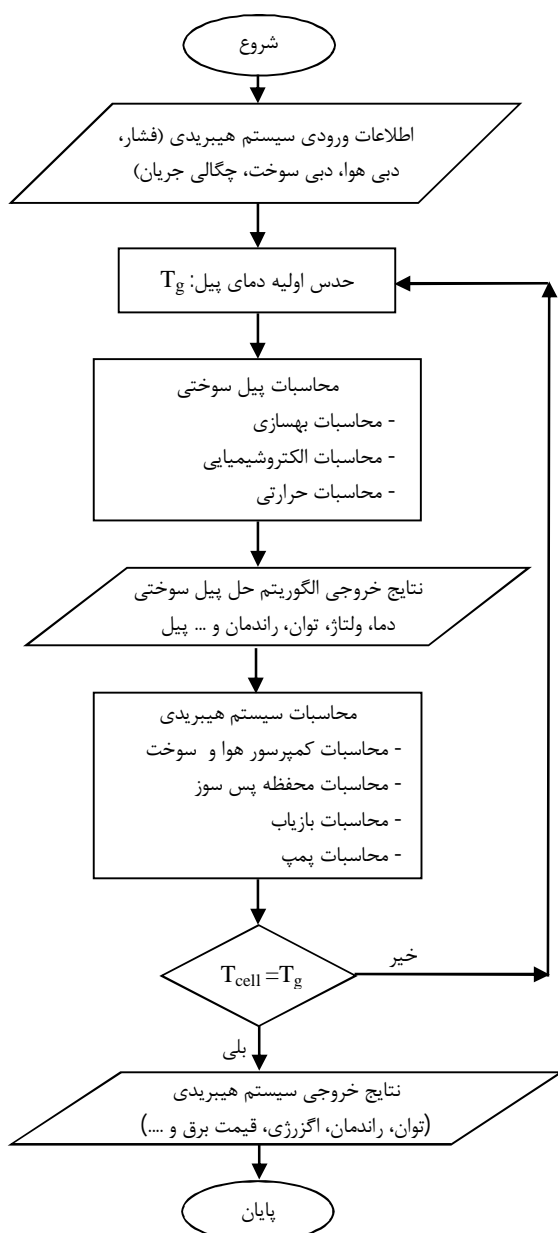 شروع
اطلاعات ورودی سیستم هیبریدی (فشار،
دبی هوا، دبی سوخت، چگالی جریان)
حدس اولیه دمای پیل: Tg
محاسبات پیل سوختی
- محاسبات بهسازی
- محاسبات الکتروشیمیایی
- محاسبات حرارتی
نتایج خروجی الگوریتم حل پیل سوختی
دما، ولتاژ، توان، راندمان و ... پیل
محاسبات سیستم هیبریدی
- محاسبات کمپرسور هوا و سوخت
- محاسبات محفظه پس سوز
- محاسبات بازیاب
- محاسبات پمپ
Tcell =Tg
خیر
بلی
نتایج خروجی سیستم هیبریدی
(توان، راندمان، اگزرژی، قیمت برق و ....)
پایان